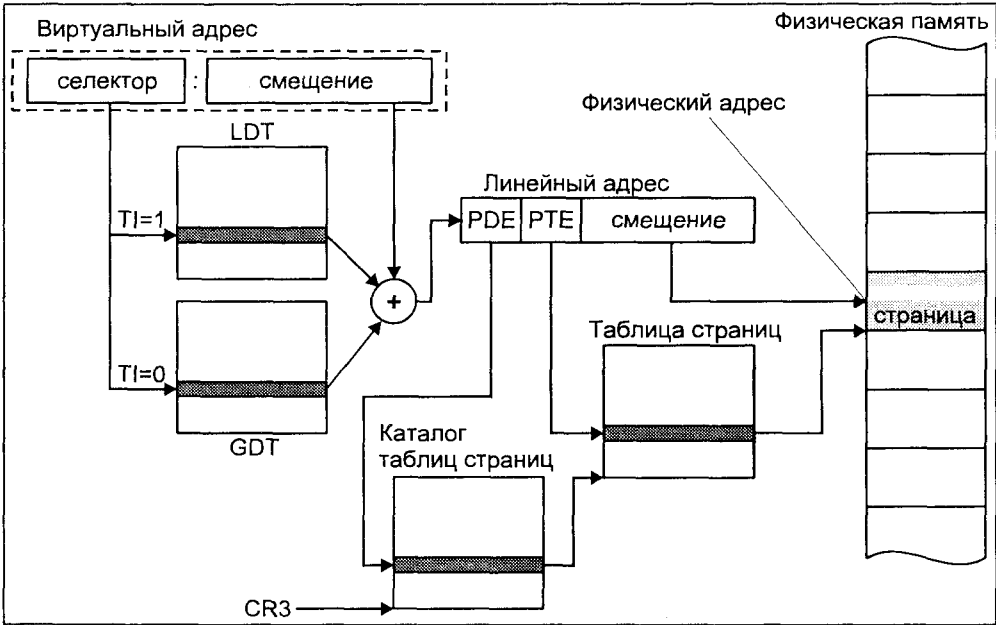 Виртуальный адрес
Физическая память
селектор : смещение
Физический адрес
LDT
Линейный адрес
TI=1
PDE PTE смещение
+
страница
Таблица страниц
TI=0
GDT
Каталог
таблиц страниц
CR3